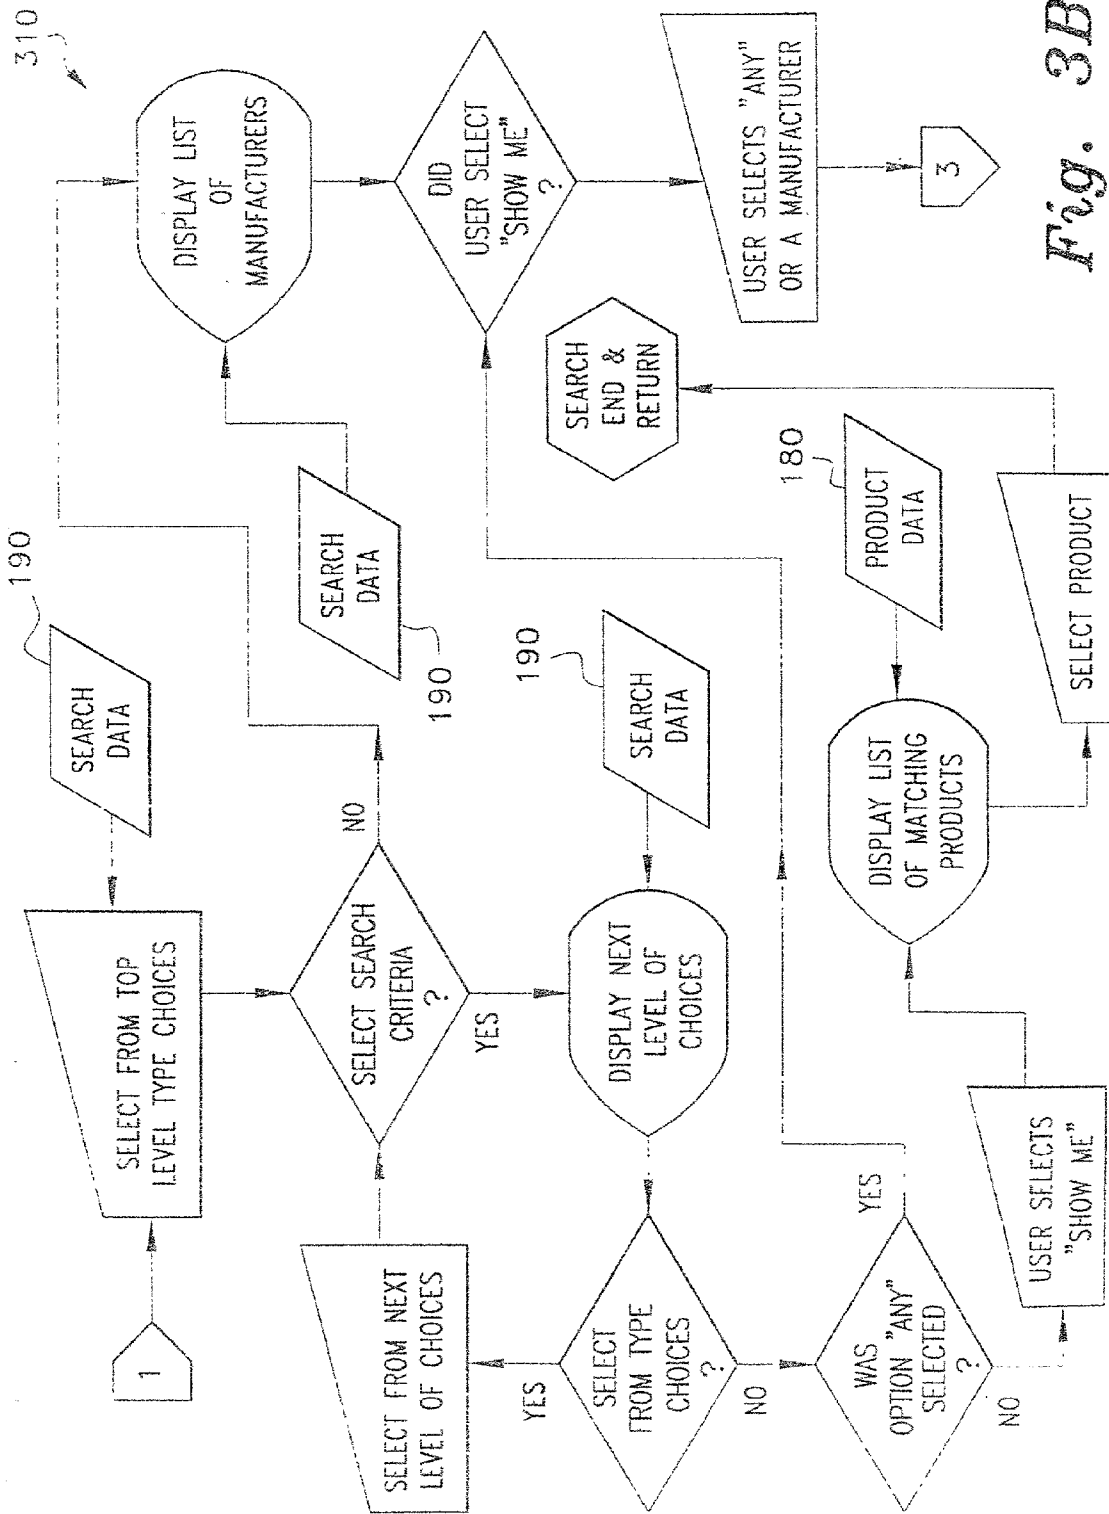 310
1
SELECT FROM TOP
LEVEL TYPE CHOICES
SEARCH
DATA
190
SELECT SEARCH
CRITERIA
?
NO
YES
DISPLAY LIST
OF
MANUFACTURERS
SEARCH
DATA
190
SELECT FROM NEXT
LEVEL OF CHOICES
DISPLAY NEXT
LEVEL OF
CHOICES
SEARCH
DATA
190
DID
USER SELECT
"SHOW ME"
?
SELECT
FROM TYPE
CHOICES
?
YES
NO
WAS
OPTION "ANY"
SELECTED
?
YES
NO
USER SELECTS
"SHOW ME"
DISPLAY LIST
OF MATCHING
PRODUCTS
PRODUCT
DATA
180
SELECT PRODUCT
SEARCH
END &
RETURN
USER SELECTS "ANY"
OR A MANUFACTURER
3
Fig. 3B